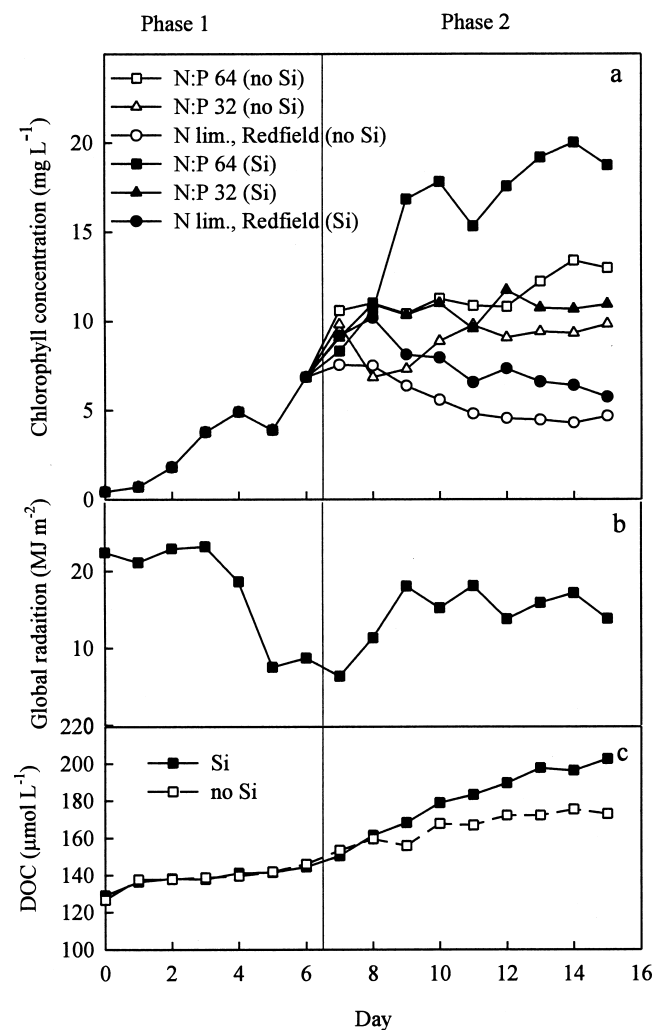 Phase 1
Phase 2
a
N:P 64 (no Si)
N:P 32 (no Si)
N lim., Redfield (no Si)
N:P 64 (Si)
N:P 32 (Si)
N lim., Redfield (Si)
Chlorophyll concentration (mg L-1)
20
15
10
5
0
b
Global radaition (MJ m-2)
20
10
0
c
Si
no Si
DOC (µmol L-1)
220
200
180
160
140
120
100
0 2 4 6 8 10 12 14 16
Day